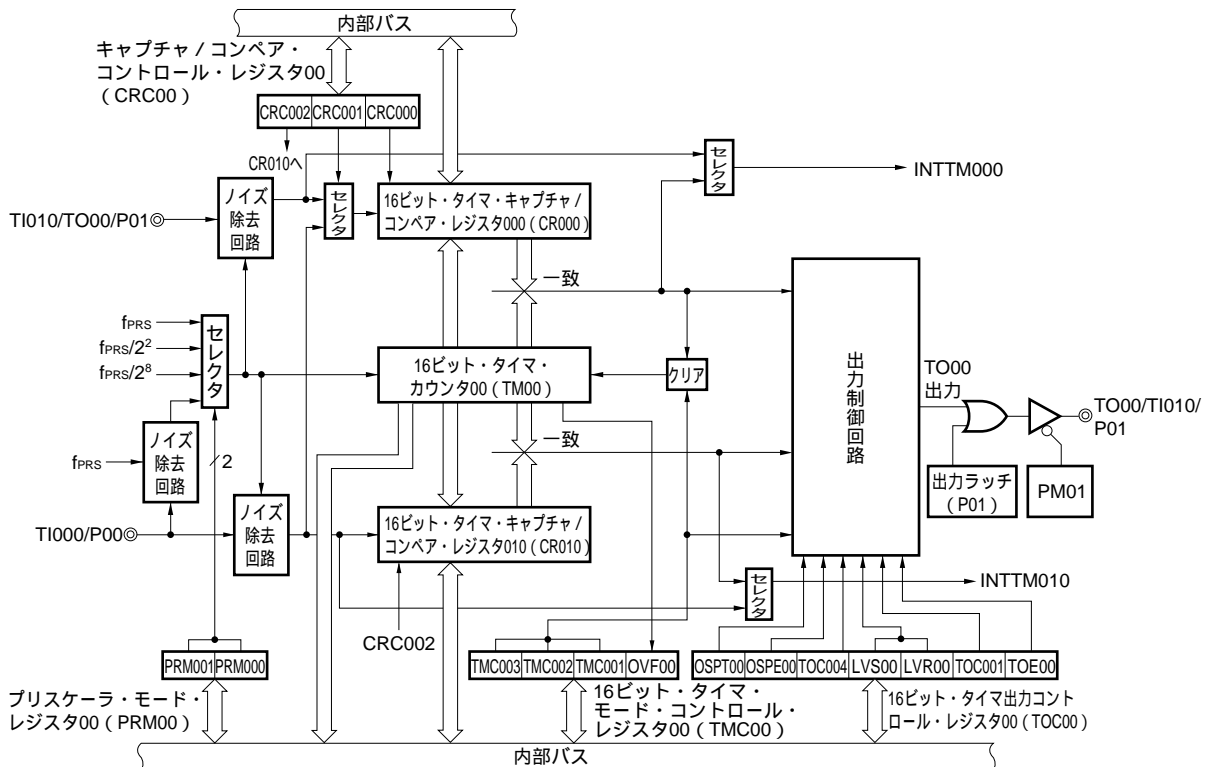 内部バス
キャプチャ／コンペア・
コントロール・レジスタ00
（CRC00）
CRC002 CRC001 CRC000
CR010へ
セレクタ
INTTM000
ノイズ
除去
回路
セレクタ
16ビット・タイマ・キャプチャ／
コンペア・レジスタ000（CR000）
TI010/TO00/P01
一致
fPRS
fPRS/2²
fPRS/2⁸
セレクタ
16ビット・タイマ・
カウンタ00（TM00）
クリア
出力制御回路
TO00
出力
TO00/TI010/
P01
fPRS
ノイズ
除去
回路
2
一致
出力ラッチ
（P01）
PM01
TI000/P00
ノイズ
除去
回路
16ビット・タイマ・キャプチャ／
コンペア・レジスタ010（CR010）
セレクタ
INTTM010
CRC002
PRM001 PRM000
TMC003 TMC002 TMC001 OVF00
OSPT00 OSPE00 TOC004 LVS00 LVR00 TOC001 TOE00
プリスケーラ・モード・
レジスタ00（PRM00）
16ビット・タイマ・
モード・コントロール・
レジスタ00（TMC00）
16ビット・タイマ出力コント
ロール・レジスタ00（TOC00）
内部バス